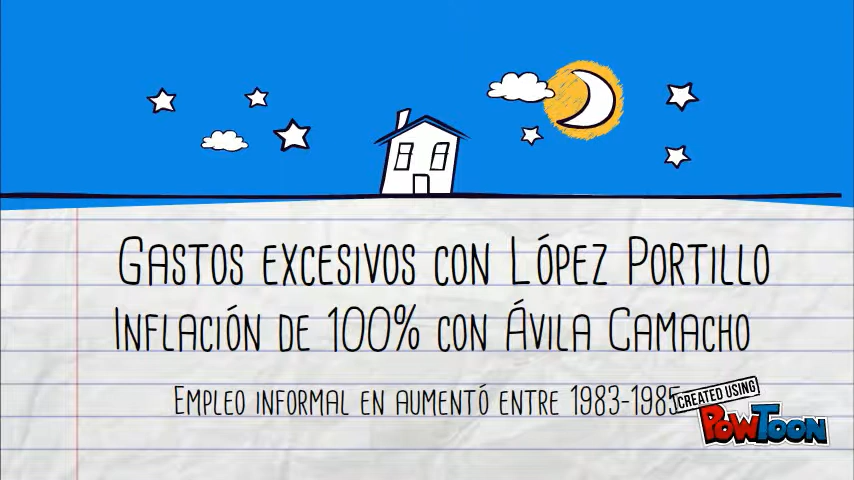 Gastos excesivos con López Portillo
Inflación de 100% con Ávila Camacho
Empleo informal en aumentó entre 1983-1985
CREATED USING
PowToon